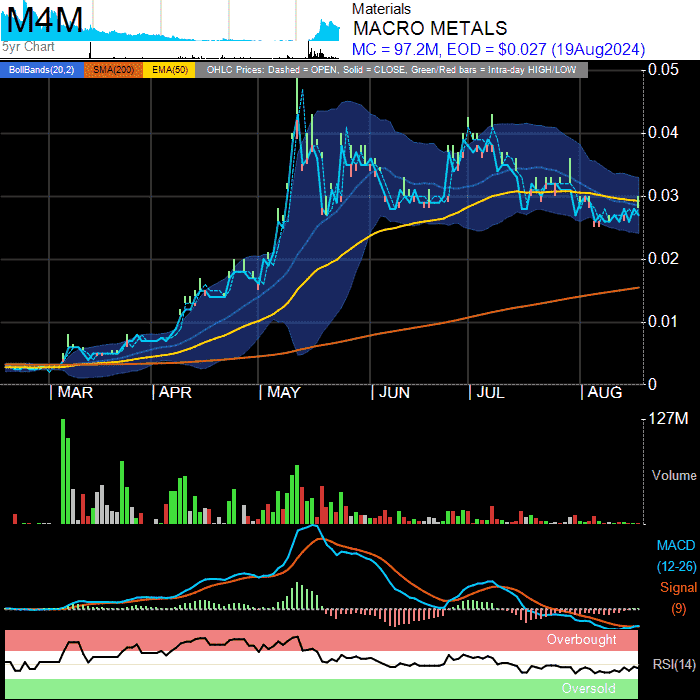 M4M
5yr Chart
Materials
MACRO METALS
MC = 97.2M, EOD = $0.027 (19Aug2024)
BollBands(20,2) SMA(200) EMA(50) OHLC Prices: Dashed = OPEN, Solid = CLOSE, Green/Red bars = Intra-day HIGH/LOW
0.05
0.04
0.03
0.02
0.01
0
MAR APR MAY JUN JUL AUG
127M
Volume
MACD
(12-26)
Signal
(9)
Overbought
RSI(14)
Oversold